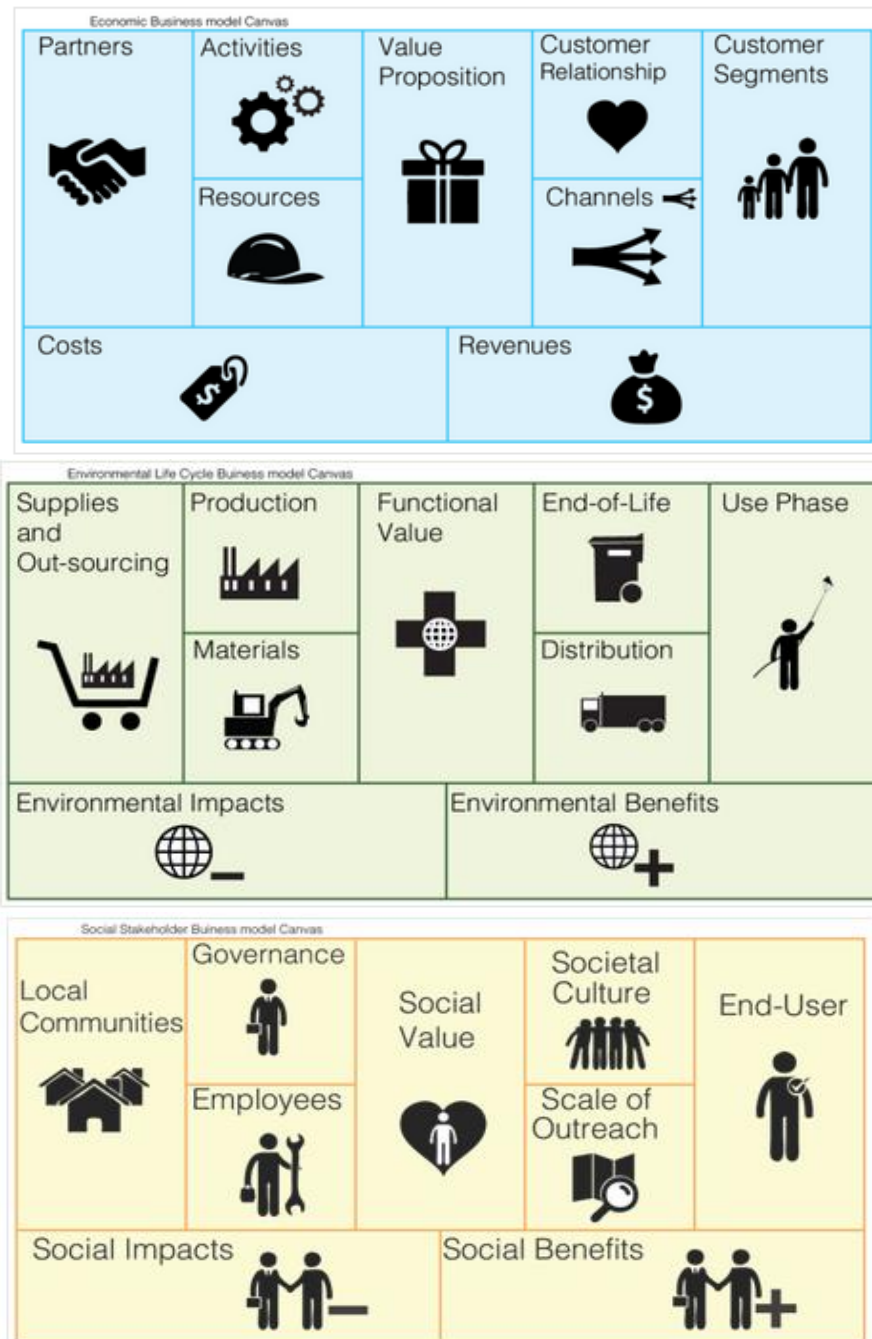 Economic Business model Canvas
Partners
Activities
Value
Proposition
Customer
Relationship
Customer
Segments
Resources
Channels
Costs
$
Revenues
$
Environmental Life Cycle Buiness model Canvas
Supplies
and
Out-sourcing
Production
Functional
Value
End-of-Life
Use Phase
Materials
Distribution
Environmental Impacts
Environmental Benefits
Social Stakeholder Buiness model Canvas
Local
Communities
Governance
Social
Value
Societal
Culture
End-User
Employees
Scale of
Outreach
Social Impacts
Social Benefits